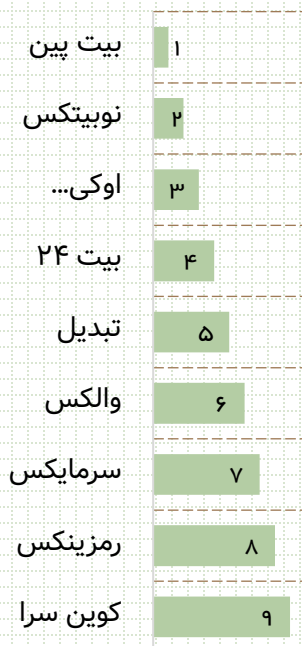 بیت پین ۱
نوبیتکس ۲
اوکی... ۳
بیت ۲۴ ۴
تبدیل ۵
والکس ۶
سرمایکس ۷
رمزینکس ۸
کوین سرا ۹